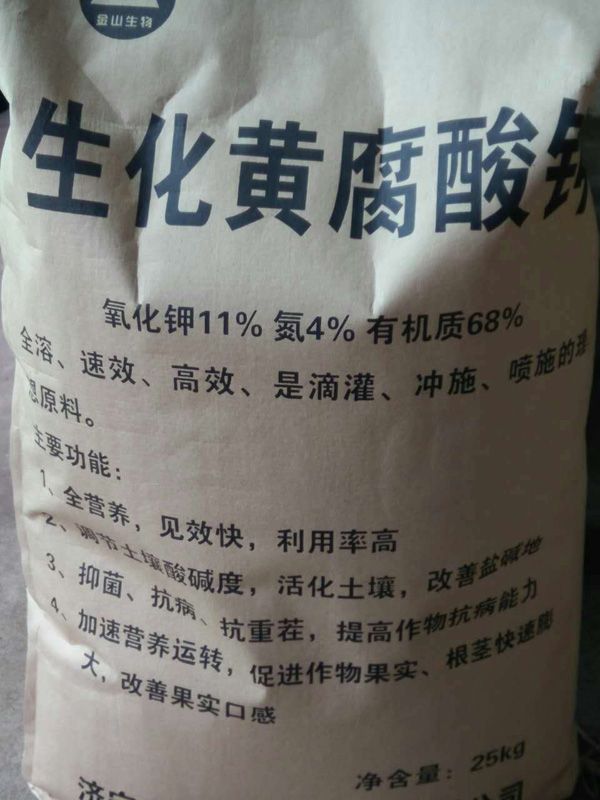 金山生物
生化黄腐酸钾
氧化钾11% 氮4% 有机质68%
全溶、速效、高效、是滴灌、冲施、喷施的理
想原料。
主要功能：
1、全营养，见效快，利用率高
2、调节土壤酸碱度，活化土壤，改善盐碱地
3、抑菌、抗病、抗重茬，提高作物抗病能力
4、加速营养运转，促进作物果实、根茎快速膨
大，改善果实口感
净含量：25kg
济 公司